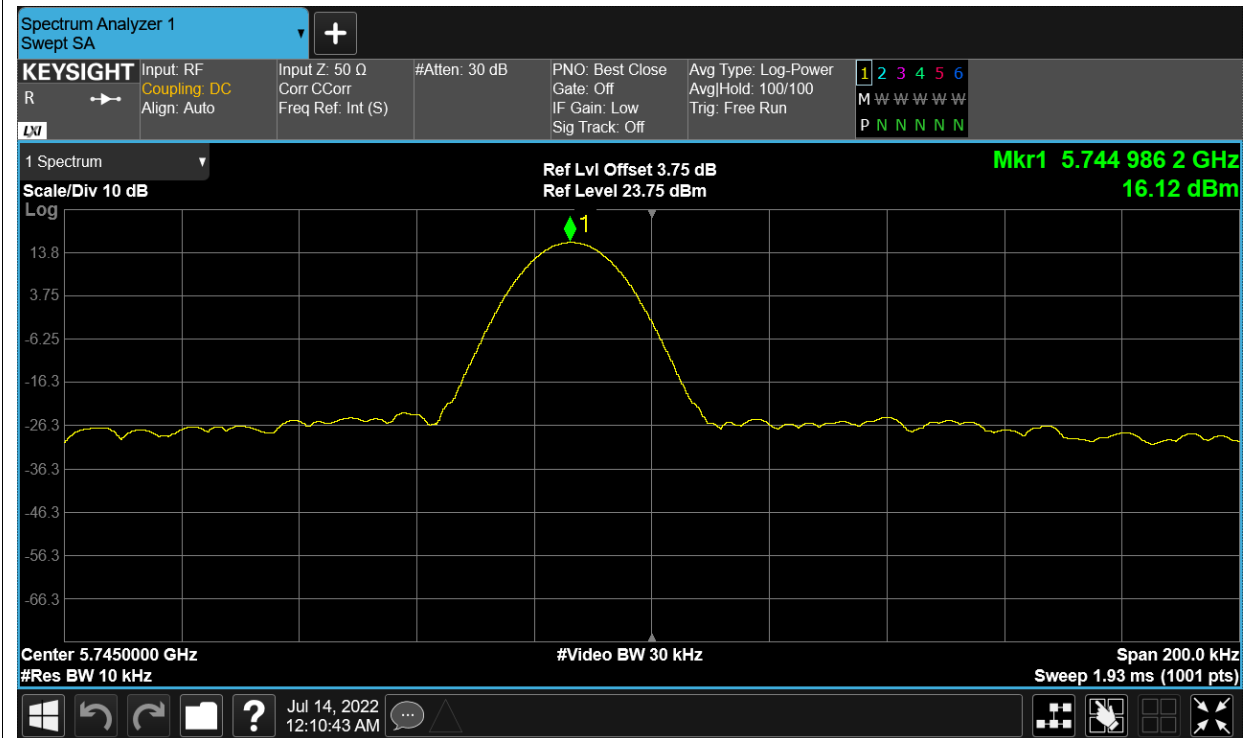 Spectrum Analyzer 1
Swept SA
KEYSIGHT
R
LXI
Input: RF
Coupling: DC
Align: Auto
Input Z: 50 Ω
Corr CCorr
Freq Ref: Int (S)
#Atten: 30 dB
PNO: Best Close
Gate: Off
IF Gain: Low
Sig Track: Off
Avg Type: Log-Power
Avg|Hold: 100/100
Trig: Free Run
1 2 3 4 5 6
M W W W W W
P N N N N N
1 Spectrum
Scale/Div 10 dB
Log
Ref Lvl Offset 3.75 dB
Ref Level 23.75 dBm
Mkr1 5.744 986 2 GHz
16.12 dBm
1
13.8
3.75
-6.25
-16.3
-26.3
-36.3
-46.3
-56.3
-66.3
Center 5.7450000 GHz
#Res BW 10 kHz
#Video BW 30 kHz
Span 200.0 kHz
Sweep 1.93 ms (1001 pts)
?
Jul 14, 2022
12:10:43 AM